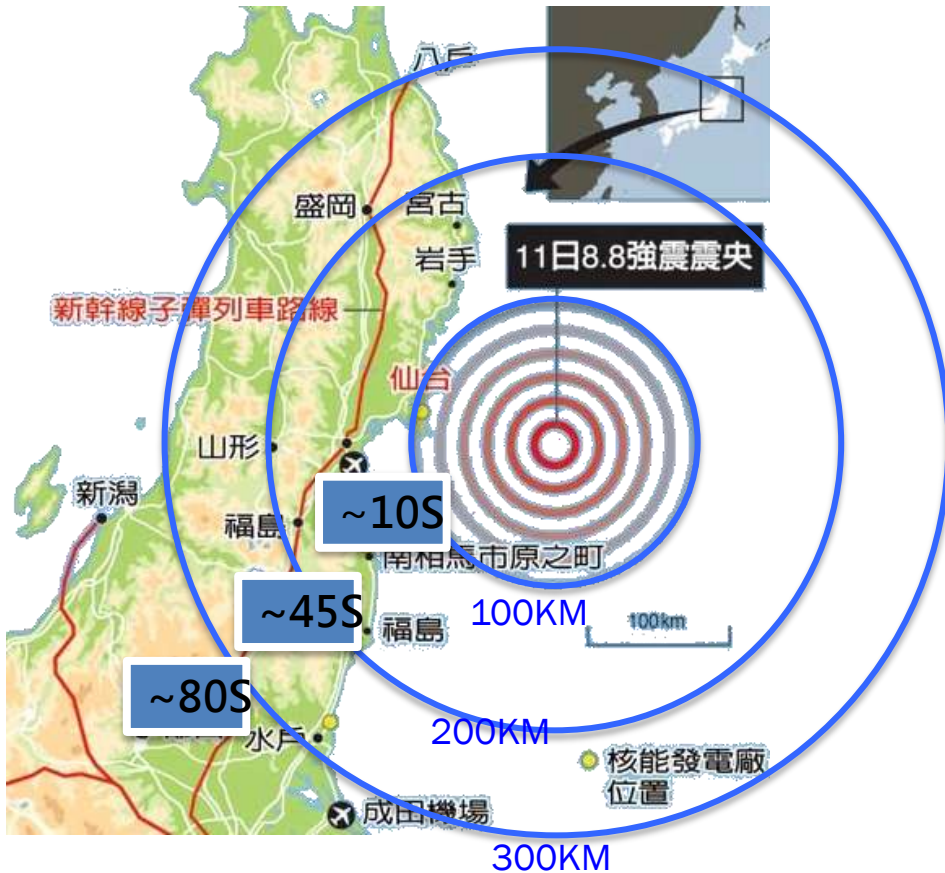 八戶
盛岡
宮古
11日8.8強震震央
岩手
新幹線子彈列車路線
仙台
山形
新潟
~10S
福島
南相馬市原之町
~45S
100KM
100km
福島
~80S
200KM
水戶
核能發電廠
位置
成田機場
300KM